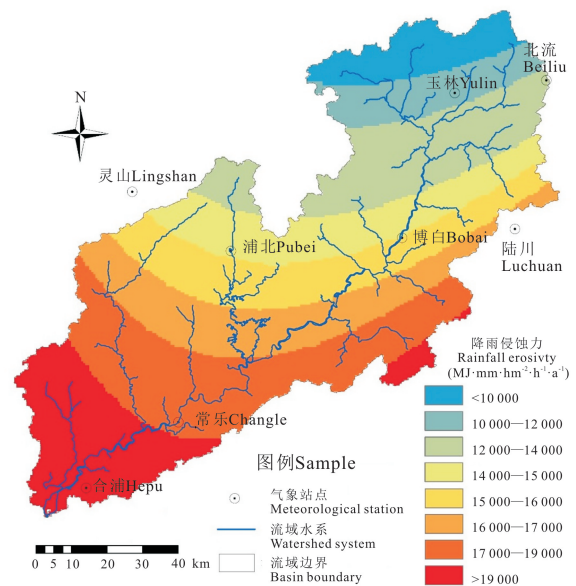 北流
Beiliu
玉林Yulin
N
灵山Lingshan
浦北Pubei
博白Bobai
陆川
Luchuan
常乐Changle
合浦Hepu
降雨侵蚀力
Rainfall erosivty
(MJ·mm·hm⁻²·h⁻¹·a⁻¹)
<10 000
10 000—12 000
12 000—14 000
14 000—15 000
15 000—16 000
16 000—17 000
17 000—19 000
>19 000
图例Sample
气象站点
Meteorological station
流域水系
Watershed system
流域边界
Basin boundary
0 5 10 20 30 40
km